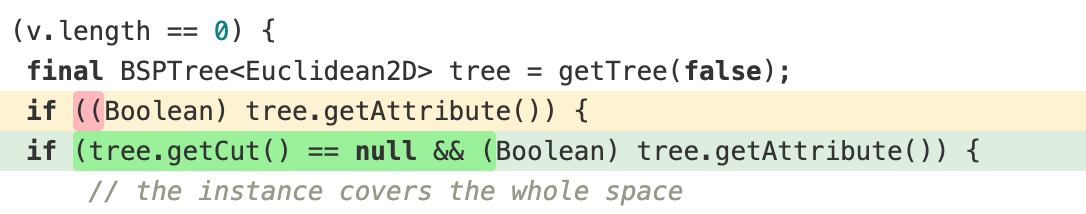 (v.length == 0) {
final BSPTree<Euclidean2D> tree = getTree(false);
if ((Boolean) tree.getAttribute()) {
if (tree.getCut() == null && (Boolean) tree.getAttribute()) {
// the instance covers the whole space